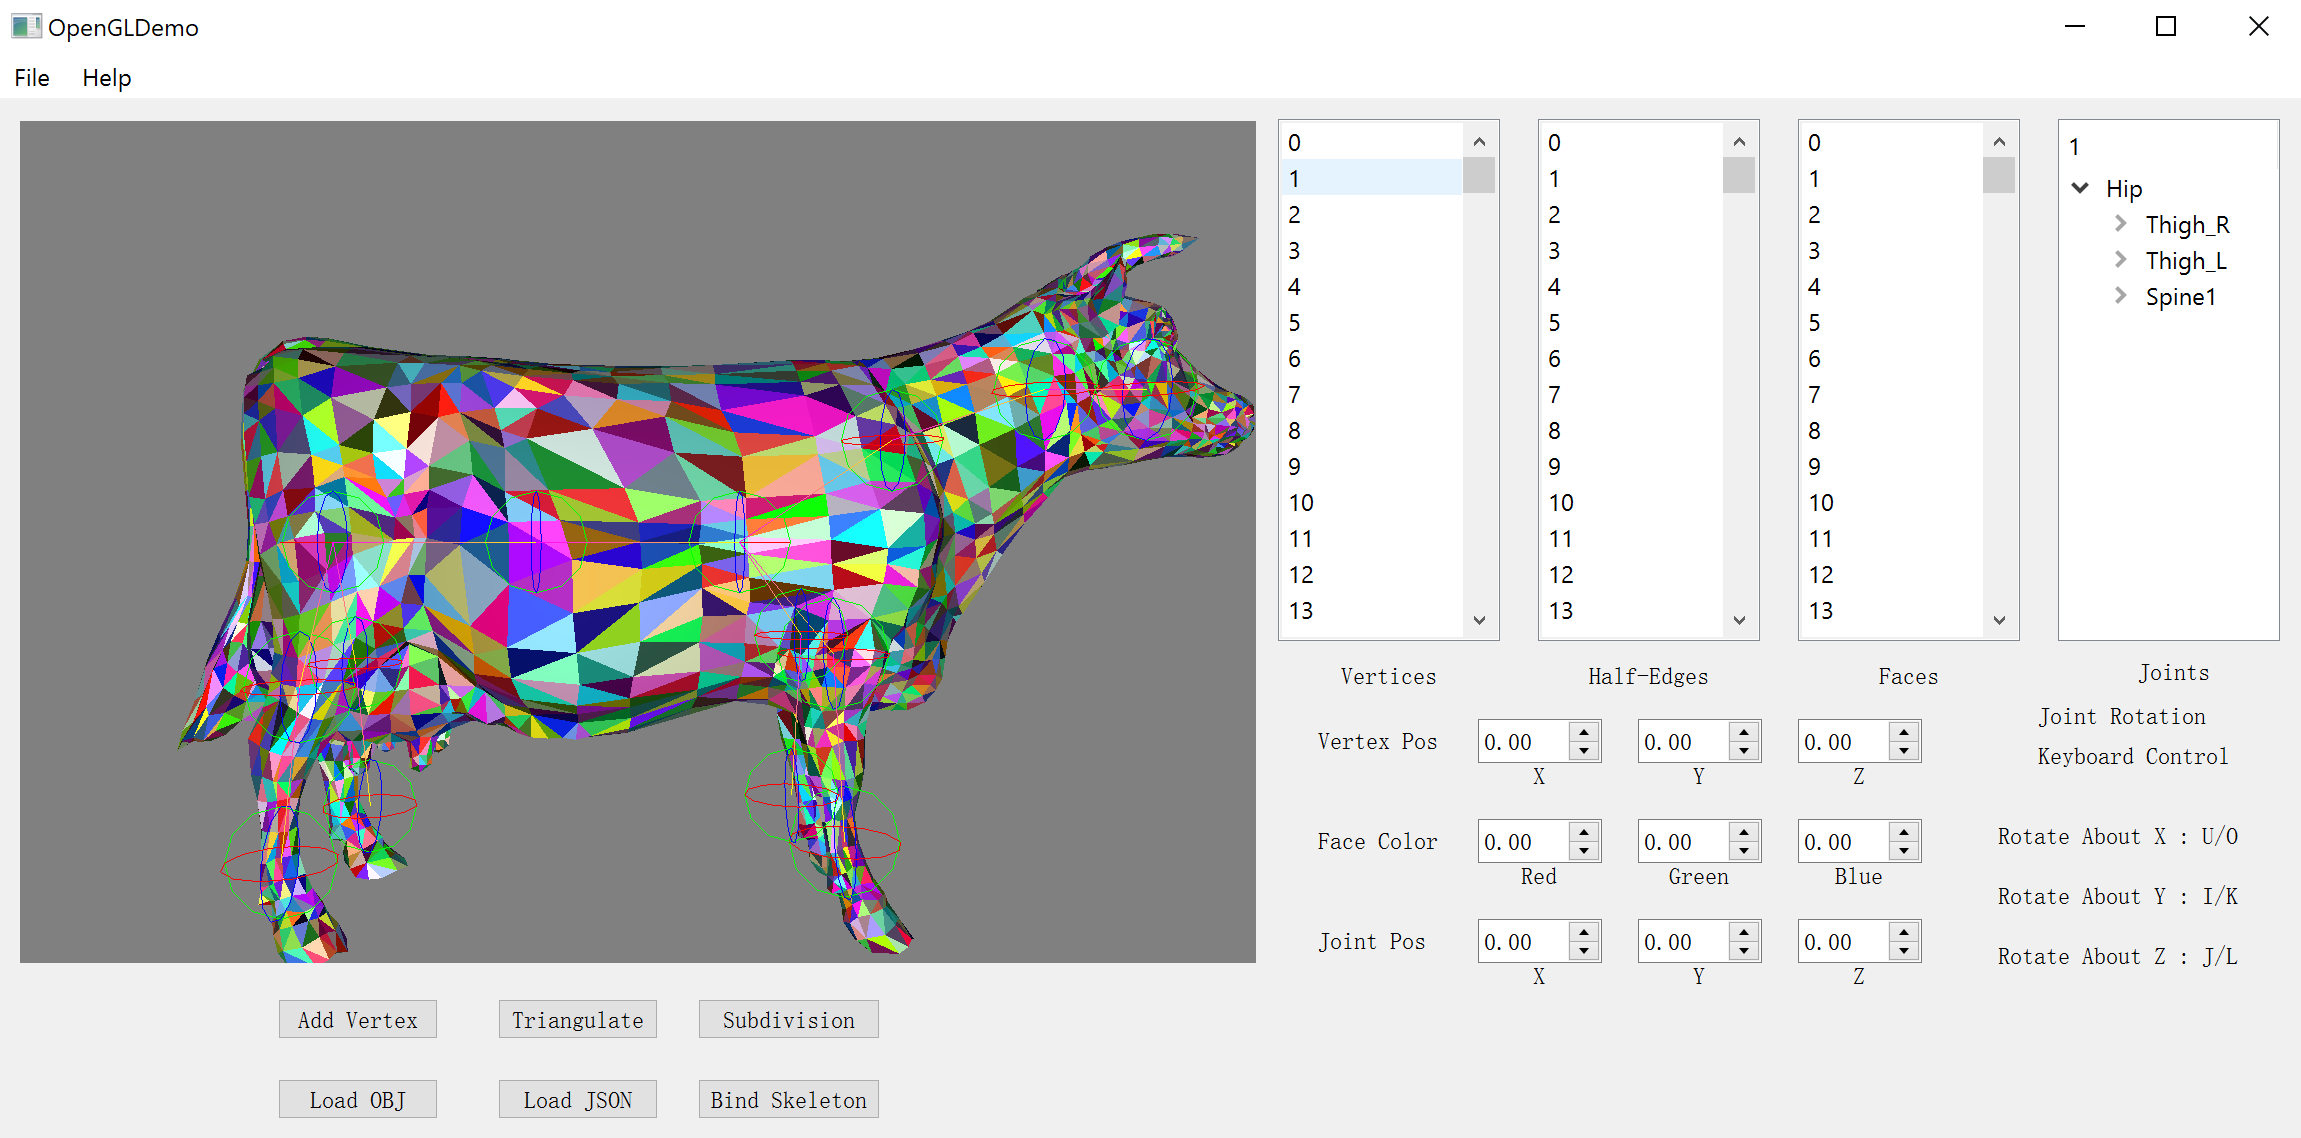 OpenGLDemo
File Help
0
1
2
3
4
5
6
7
8
9
10
11
12
13
Vertices
0
1
2
3
4
5
6
7
8
9
10
11
12
13
Half-Edges
0
1
2
3
4
5
6
7
8
9
10
11
12
13
Faces
1
Hip
Thigh_R
Thigh_L
Spine1
Joints
Joint Rotation
Keyboard Control
Rotate About X : U/O
Rotate About Y : I/K
Rotate About Z : J/L
Vertex Pos 0.00 0.00 0.00
X Y Z
Face Color 0.00 0.00 0.00
Red Green Blue
Joint Pos 0.00 0.00 0.00
X Y Z
Add Vertex Triangulate Subdivision
Load OBJ Load JSON Bind Skeleton